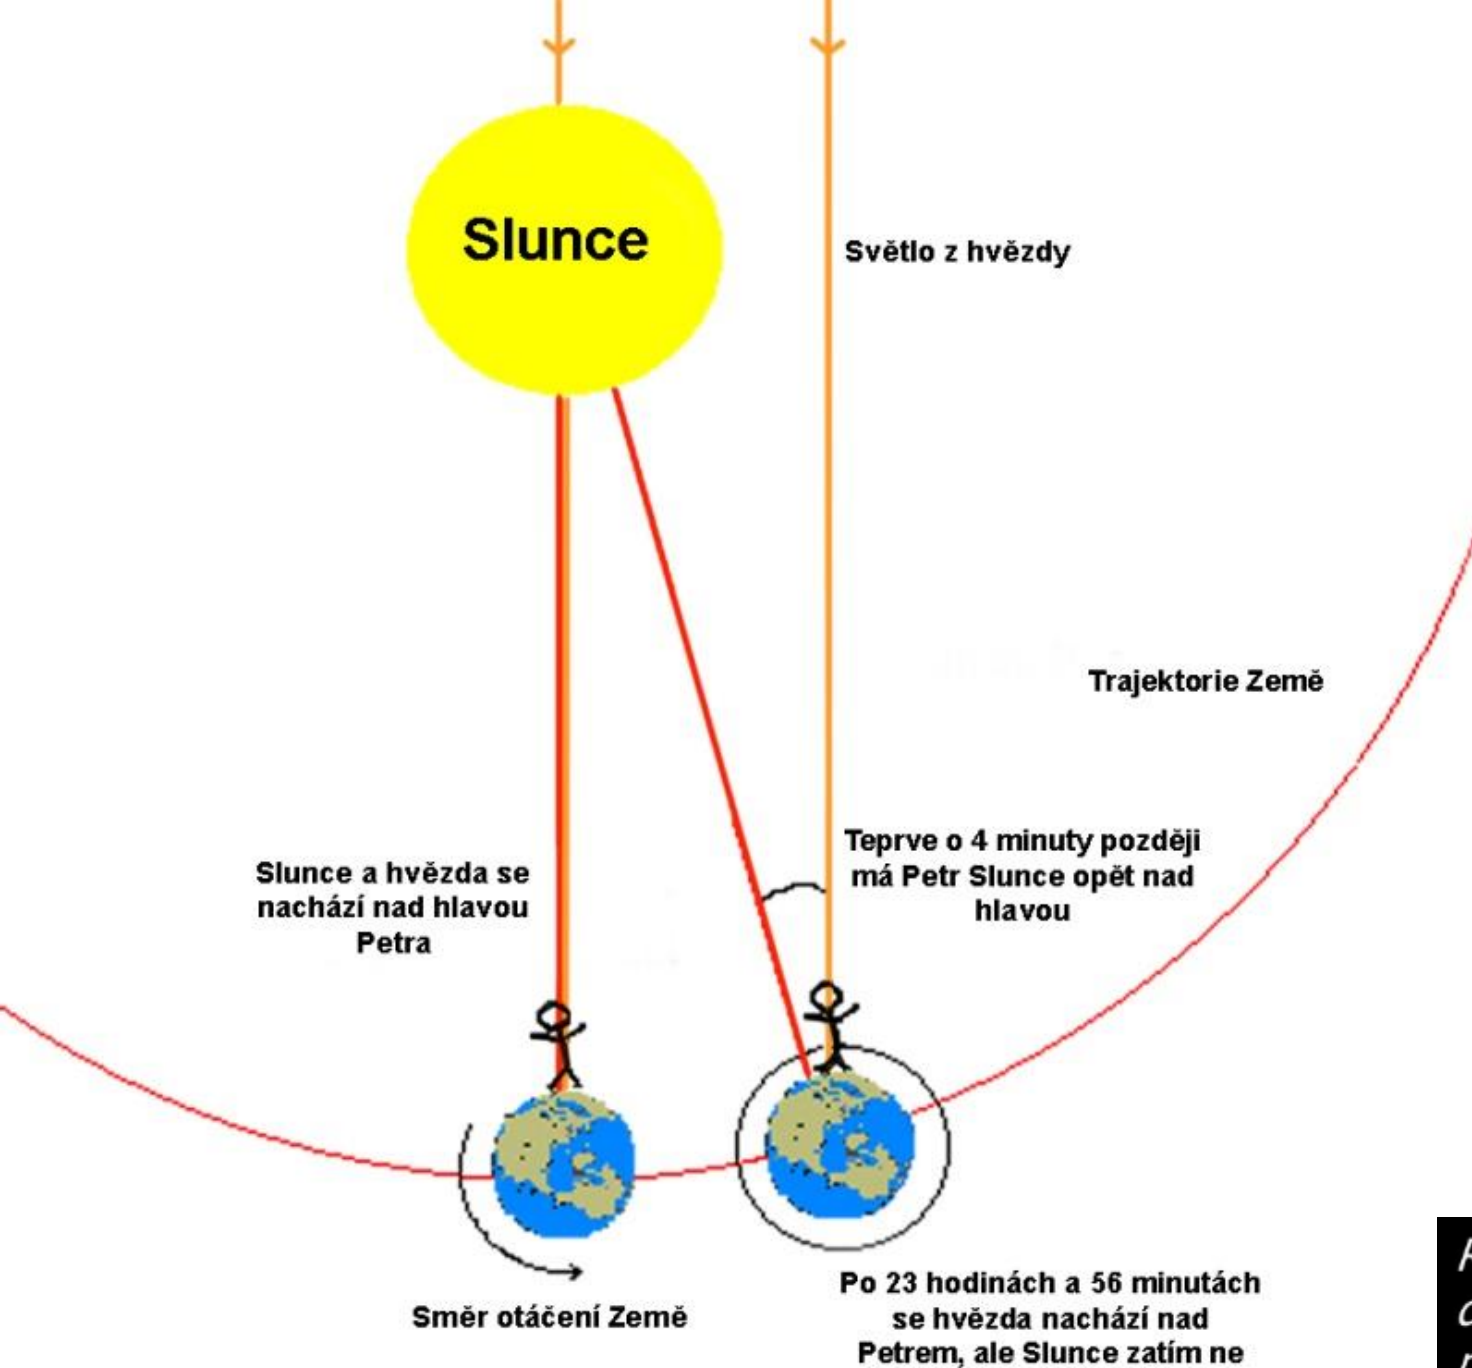 Slunce
Světlo z hvězdy
Trajektorie Země
Teprve o 4 minuty později
má Petr Slunce opět nad
hlavou
Slunce a hvězda se
nachází nad hlavou
Petra
Směr otáčení Země
Po 23 hodinách a 56 minutách
se hvězda nachází nad
Petrem, ale Slunce zatím ne